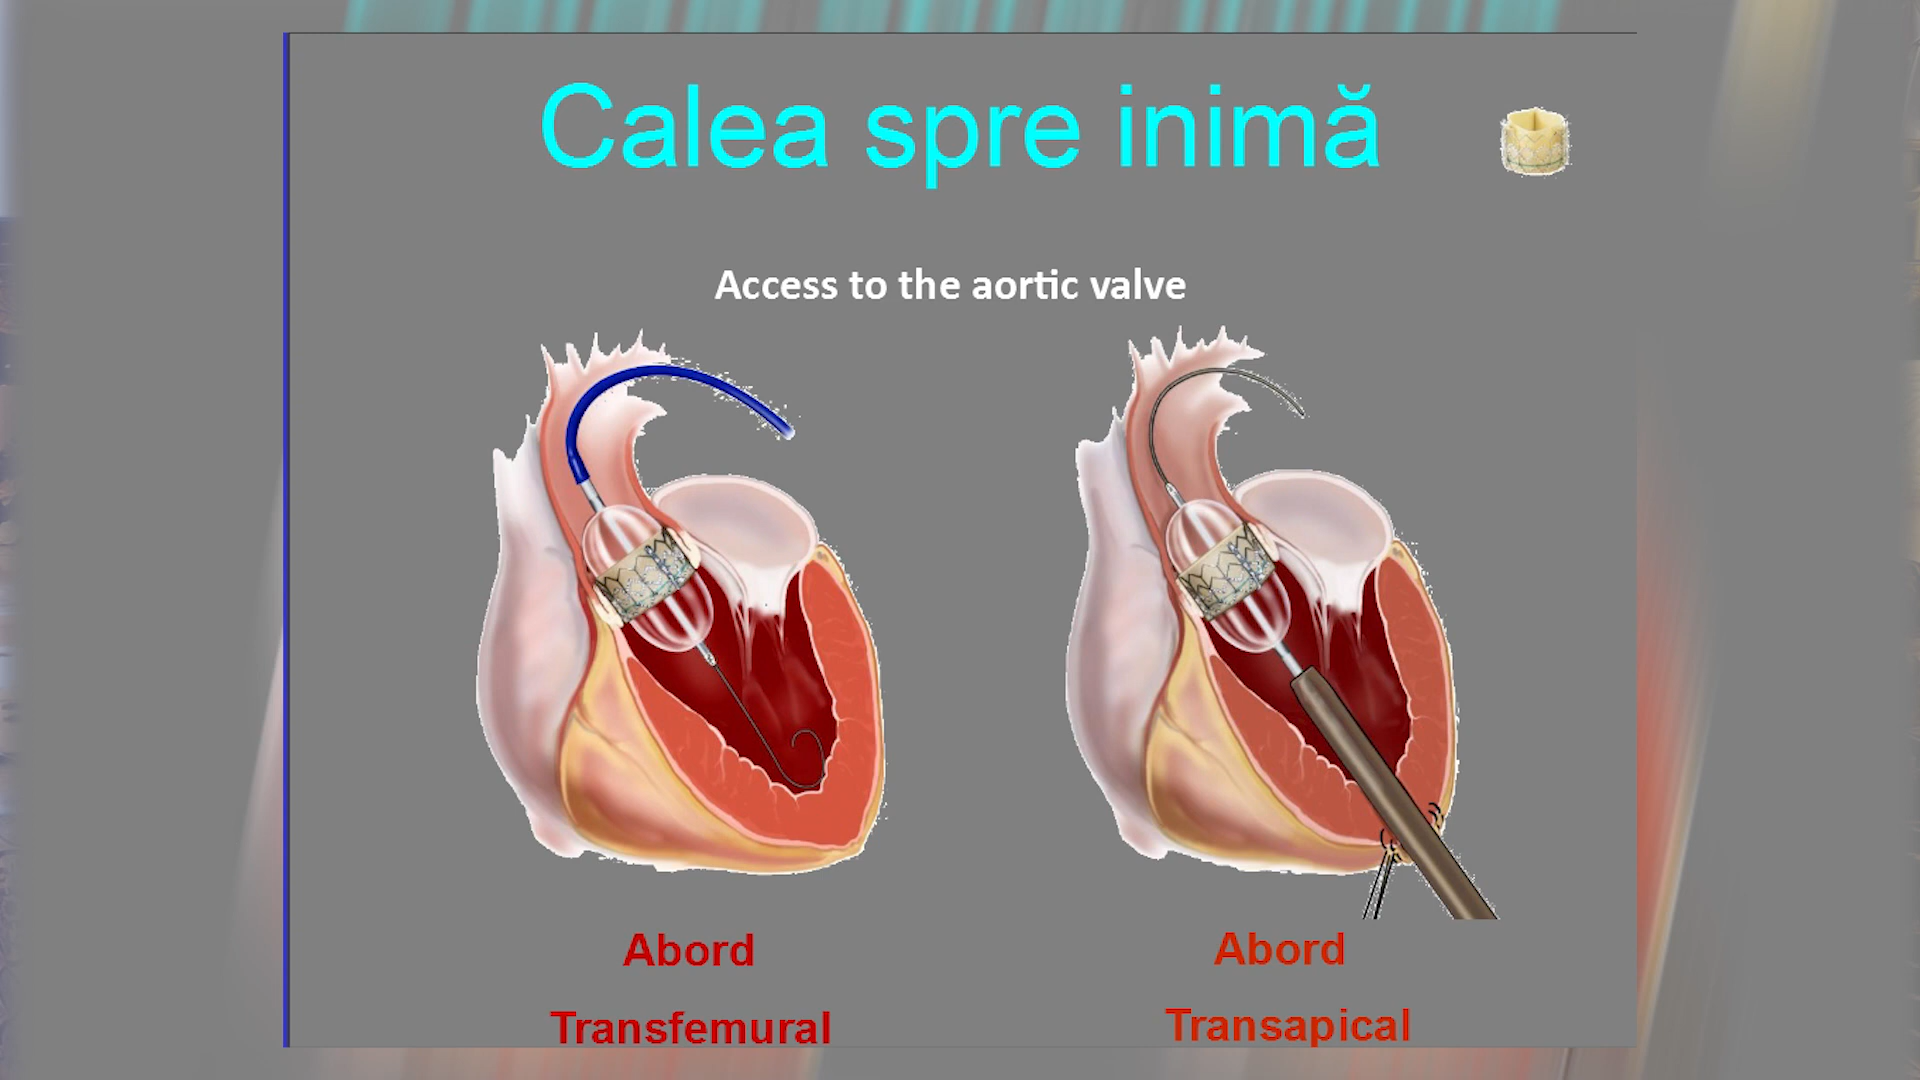 Calea spre inimă
Access to the aortic valve
Abord
Transfemural
Abord
Transapical